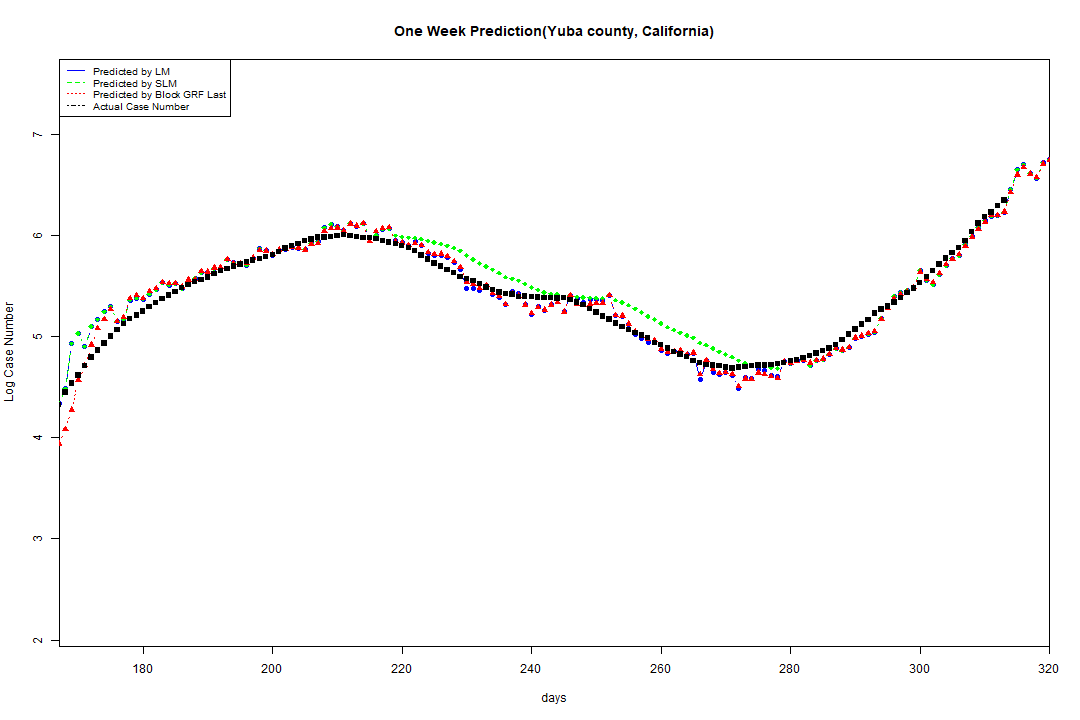 One Week Prediction(Yuba county, California)
Predicted by LM
Predicted by SLM
Predicted by Block GRF Last
Actual Case Number
Log Case Number
7
6
5
4
3
2
180 200 220 240 260 280 300 320
days